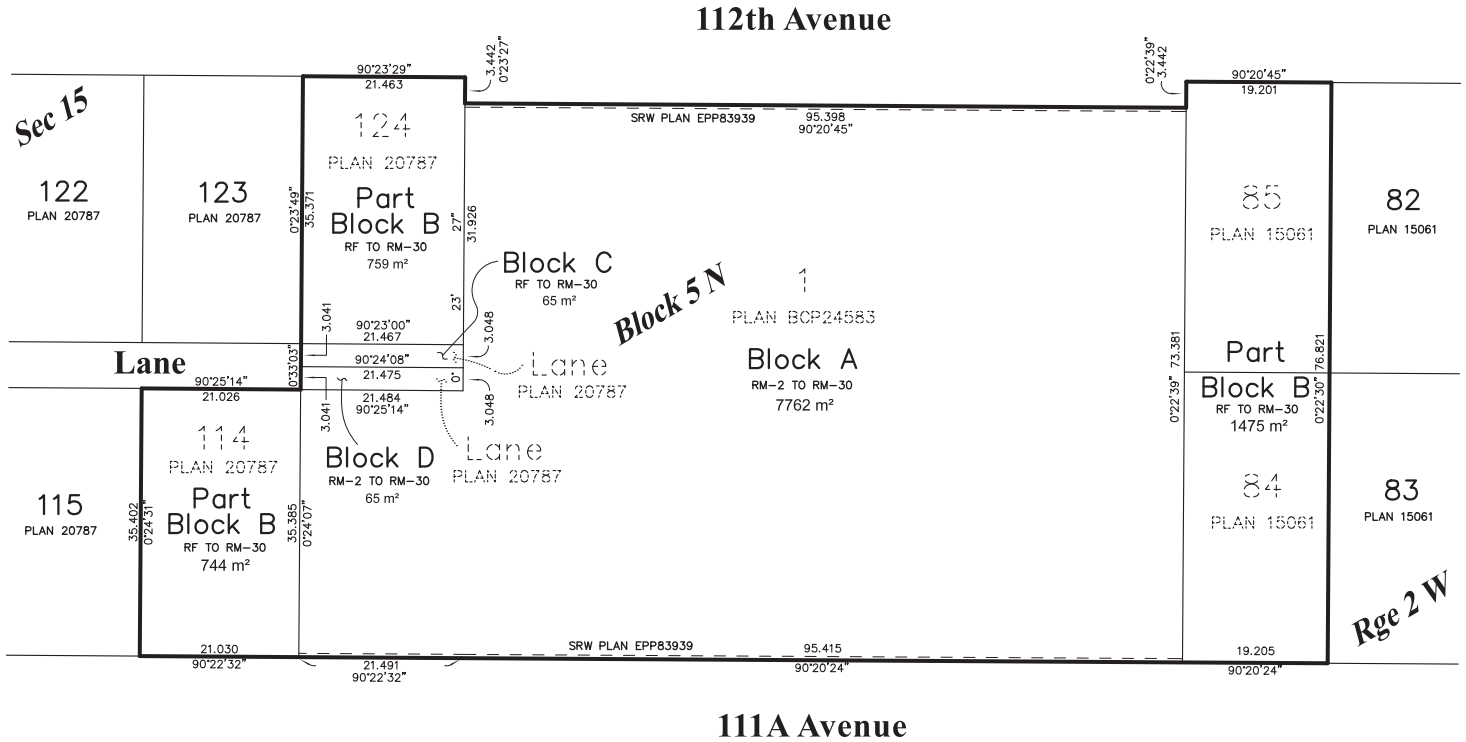 112th Avenue
90°23'29"
21.463
3.442
0°23'27"
0°22'39"
3.442
90°20'45"
19.201
Sec 15
SRW PLAN EPP83939
95.398
90°20'45"
122
PLAN 20787
123
PLAN 20787
0°23'49"
35.371
124
PLAN 20787
Part
Block B
RF TO RM-30
759 m²
27"
31.926
23'
0°
Block C
RF TO RM-30
65 m²
Block 5 N
1
PLAN BCP24583
Block A
RM-2 TO RM-30
7762 m²
85
PLAN 15061
82
PLAN 15061
3.041
90°23'00"
21.467
3.048
Lane
0°33'03"
90°24'08"
21.475
Lane
PLAN 20787
73.381
0°22'39"
Part
Block B
RF TO RM-30
1475 m²
76.821
0°22'30"
90°25'14"
21.026
3.041
21.484
90°25'14"
3.048
114
PLAN 20787
Part
Block B
RF TO RM-30
744 m²
Block D
RM-2 TO RM-30
65 m²
Lane
PLAN 20787
115
PLAN 20787
35.402
0°24'31"
35.385
0°24'07"
84
PLAN 15061
83
PLAN 15061
Rge 2 W
21.030
90°22'32"
21.491
90°22'32"
SRW PLAN EPP83939
95.415
90°20'24"
19.205
90°20'24"
111A Avenue